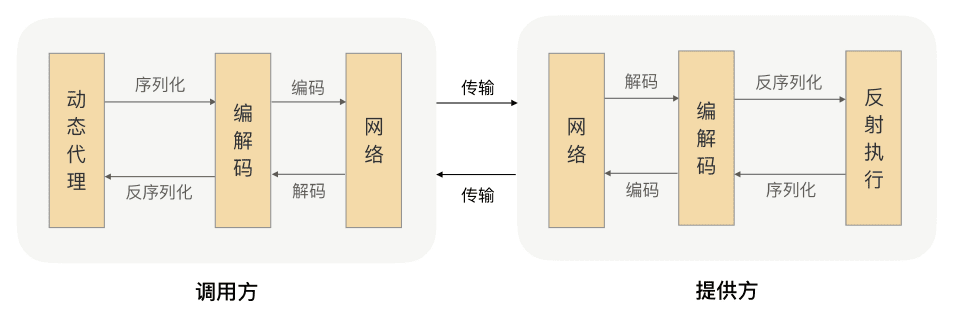 动态代理
序列化
反序列化
编解码
编码
解码
网络
传输
传输
网络
解码
编码
编解码
反序列化
序列化
反射执行
调用方
提供方